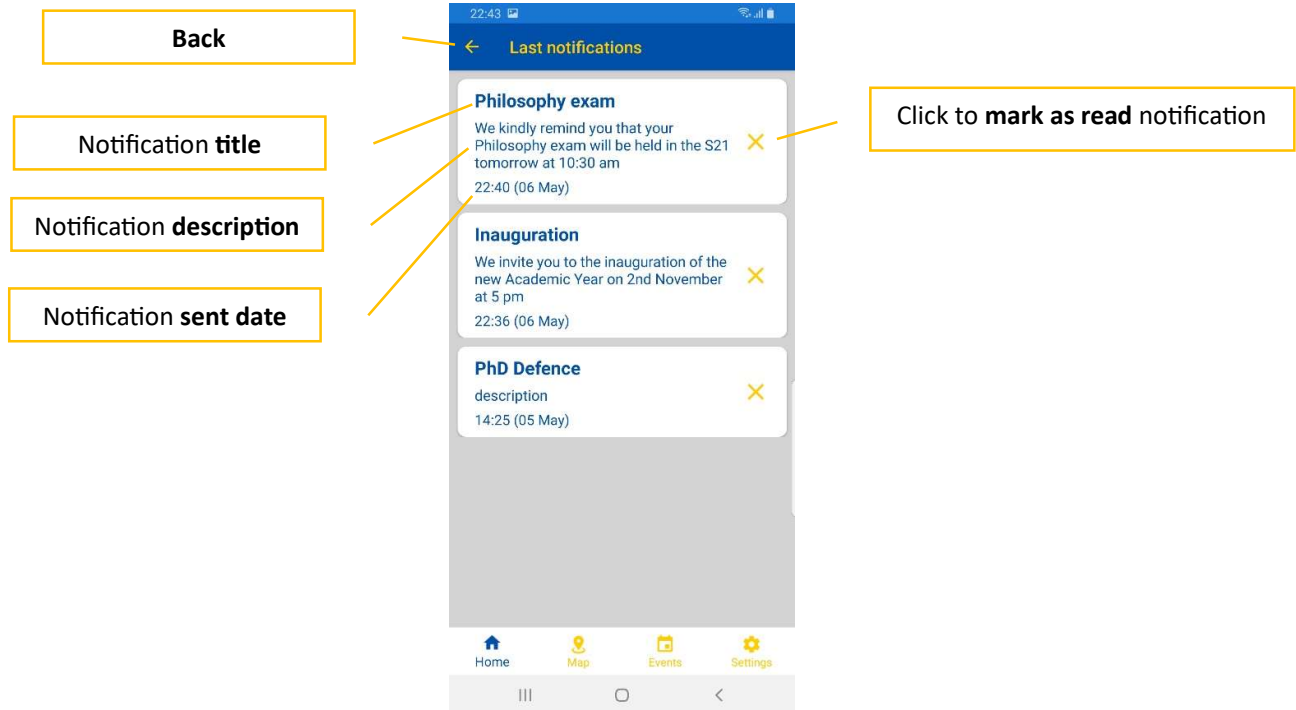 Back
Notification title
Notification description
Notification sent date
22:43
Last notifications
Philosophy exam
We kindly remind you that your
Philosophy exam will be held in the S21
tomorrow at 10:30 am
22:40 (06 May)
Inauguration
We invite you to the inauguration of the
new Academic Year on 2nd November
at 5 pm
22:36 (06 May)
PhD Defence
description
14:25 (05 May)
Home
Map
Events
Settings
Click to mark as read notification